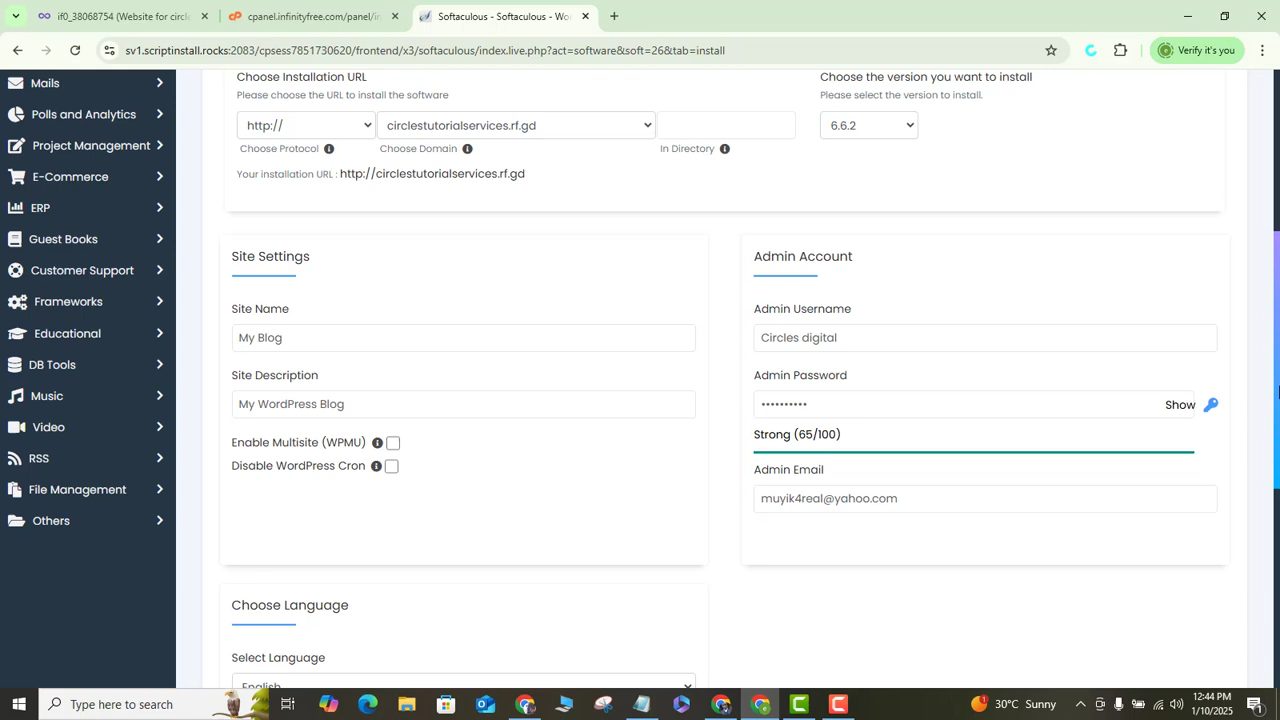 if0_38068754 (Website for circle
cpanel.infinityfree.com/panel/in
Softaculous - Softaculous - Wo
sv1.scriptinstall.rocks:2083/cpsess7851730620/frontend/x3/softaculous/index.live.php?act=software&soft=26&tab=install
Verify it's you
Mails
Polls and Analytics
Project Management
E-Commerce
ERP
Guest Books
Customer Support
Frameworks
Educational
DB Tools
Music
Video
RSS
File Management
Others
Choose Installation URL
Please choose the URL to install the software
http://
circlestutorialservices.rf.gd
Choose Protocol
Choose Domain
In Directory
Your installation URL : http://circlestutorialservices.rf.gd
Choose the version you want to install
Please select the version to install.
6.6.2
Site Settings
Site Name
My Blog
Site Description
My WordPress Blog
Enable Multisite (WPMU)
Disable WordPress Cron
Admin Account
Admin Username
Circles digital
Admin Password
••••••••••
Show
Strong (65/100)
Admin Email
muyik4real@yahoo.com
Choose Language
Select Language
English
Type here to search
30°C Sunny
12:44 PM
1/10/2025